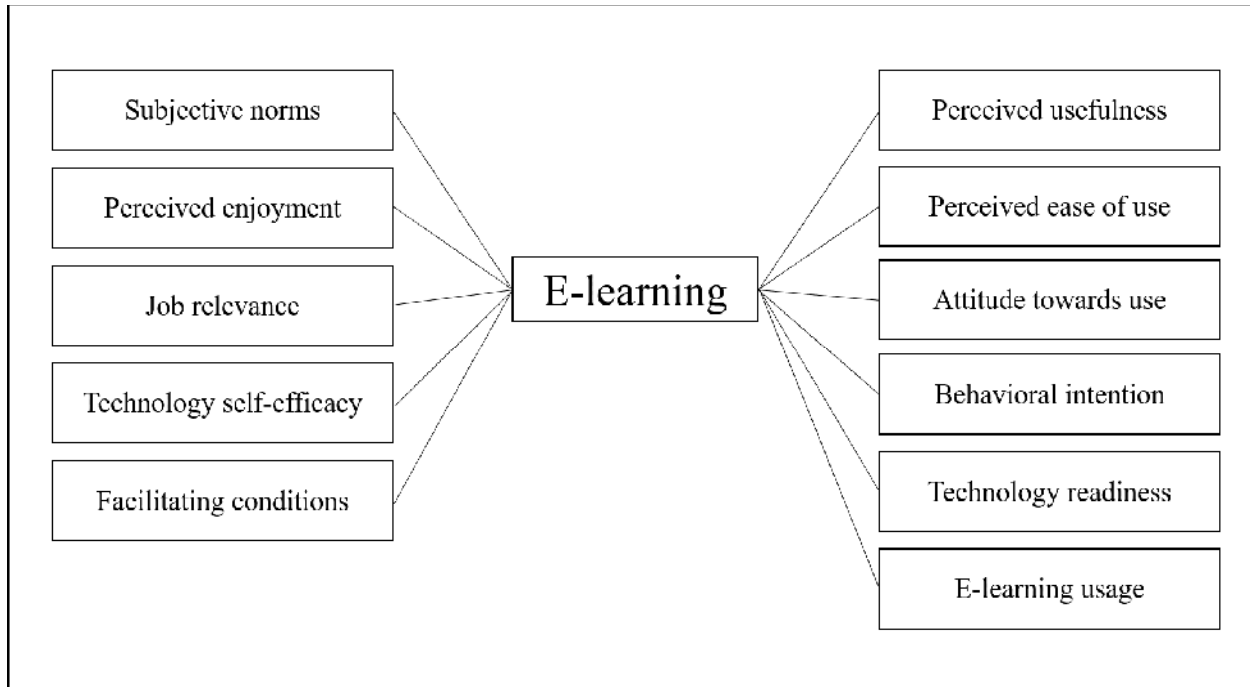 Subjective norms
Perceived enjoyment
Job relevance
Technology self-efficacy
Facilitating conditions
E-learning
Perceived usefulness
Perceived ease of use
Attitude towards use
Behavioral intention
Technology readiness
E-learning usage